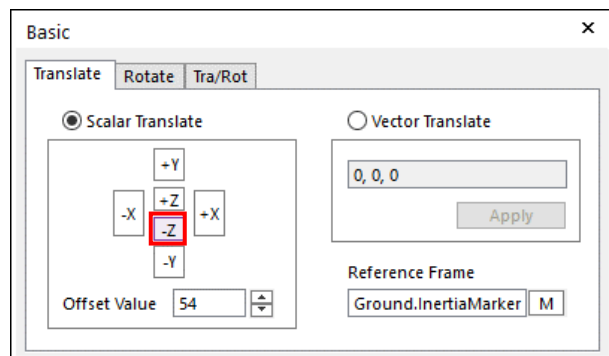 Basic
Translate Rotate Tra/Rot
Scalar Translate
+Y
-X
+Z
+X
-Z
-Y
Offset Value 54
Vector Translate
0, 0, 0
Apply
Reference Frame
Ground.InertiaMarker M